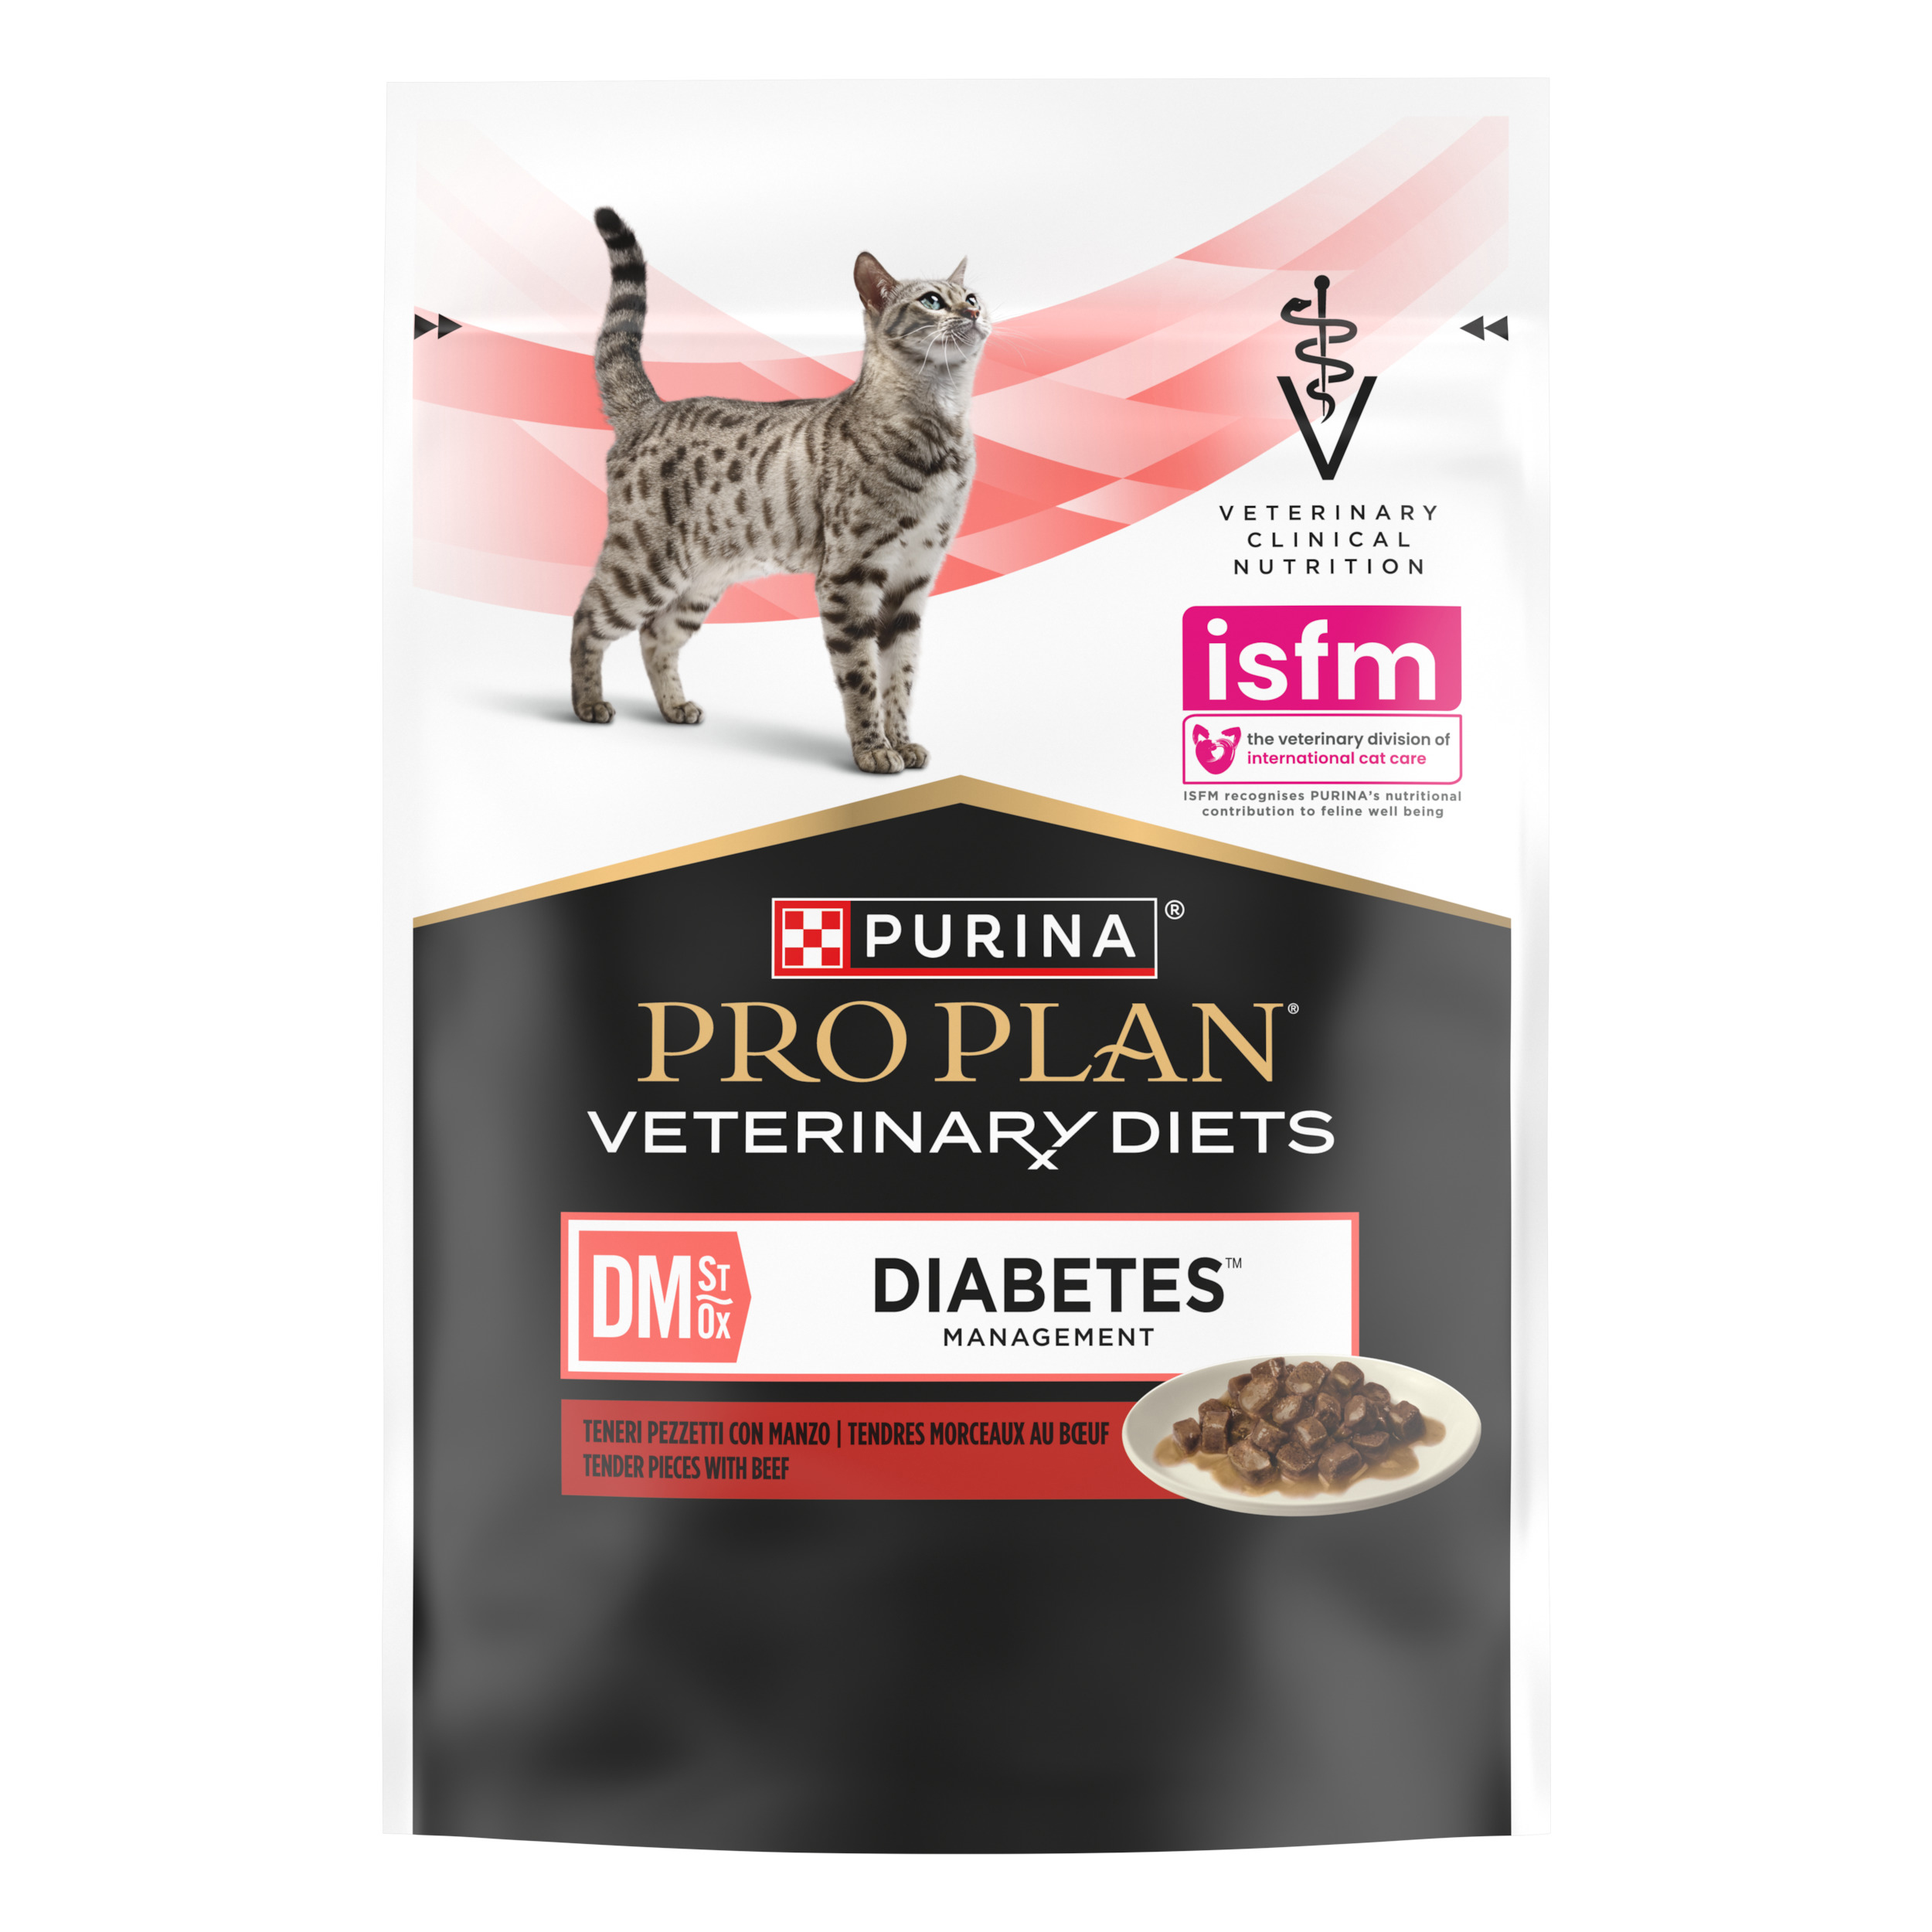 VETERINARY
CLINICAL
NUTRITION
isfm
the veterinary division of
international cat care
ISFM recognises PURINA's nutritional
contribution to feline well being
PURINA®
PRO PLAN®
VETERINARY DIETS
DM ST OX
DIABETES™
MANAGEMENT
TENERI PEZZETTI CON MANZO | TENDRES MORCEAUX AU BŒUF
TENDER PIECES WITH BEEF